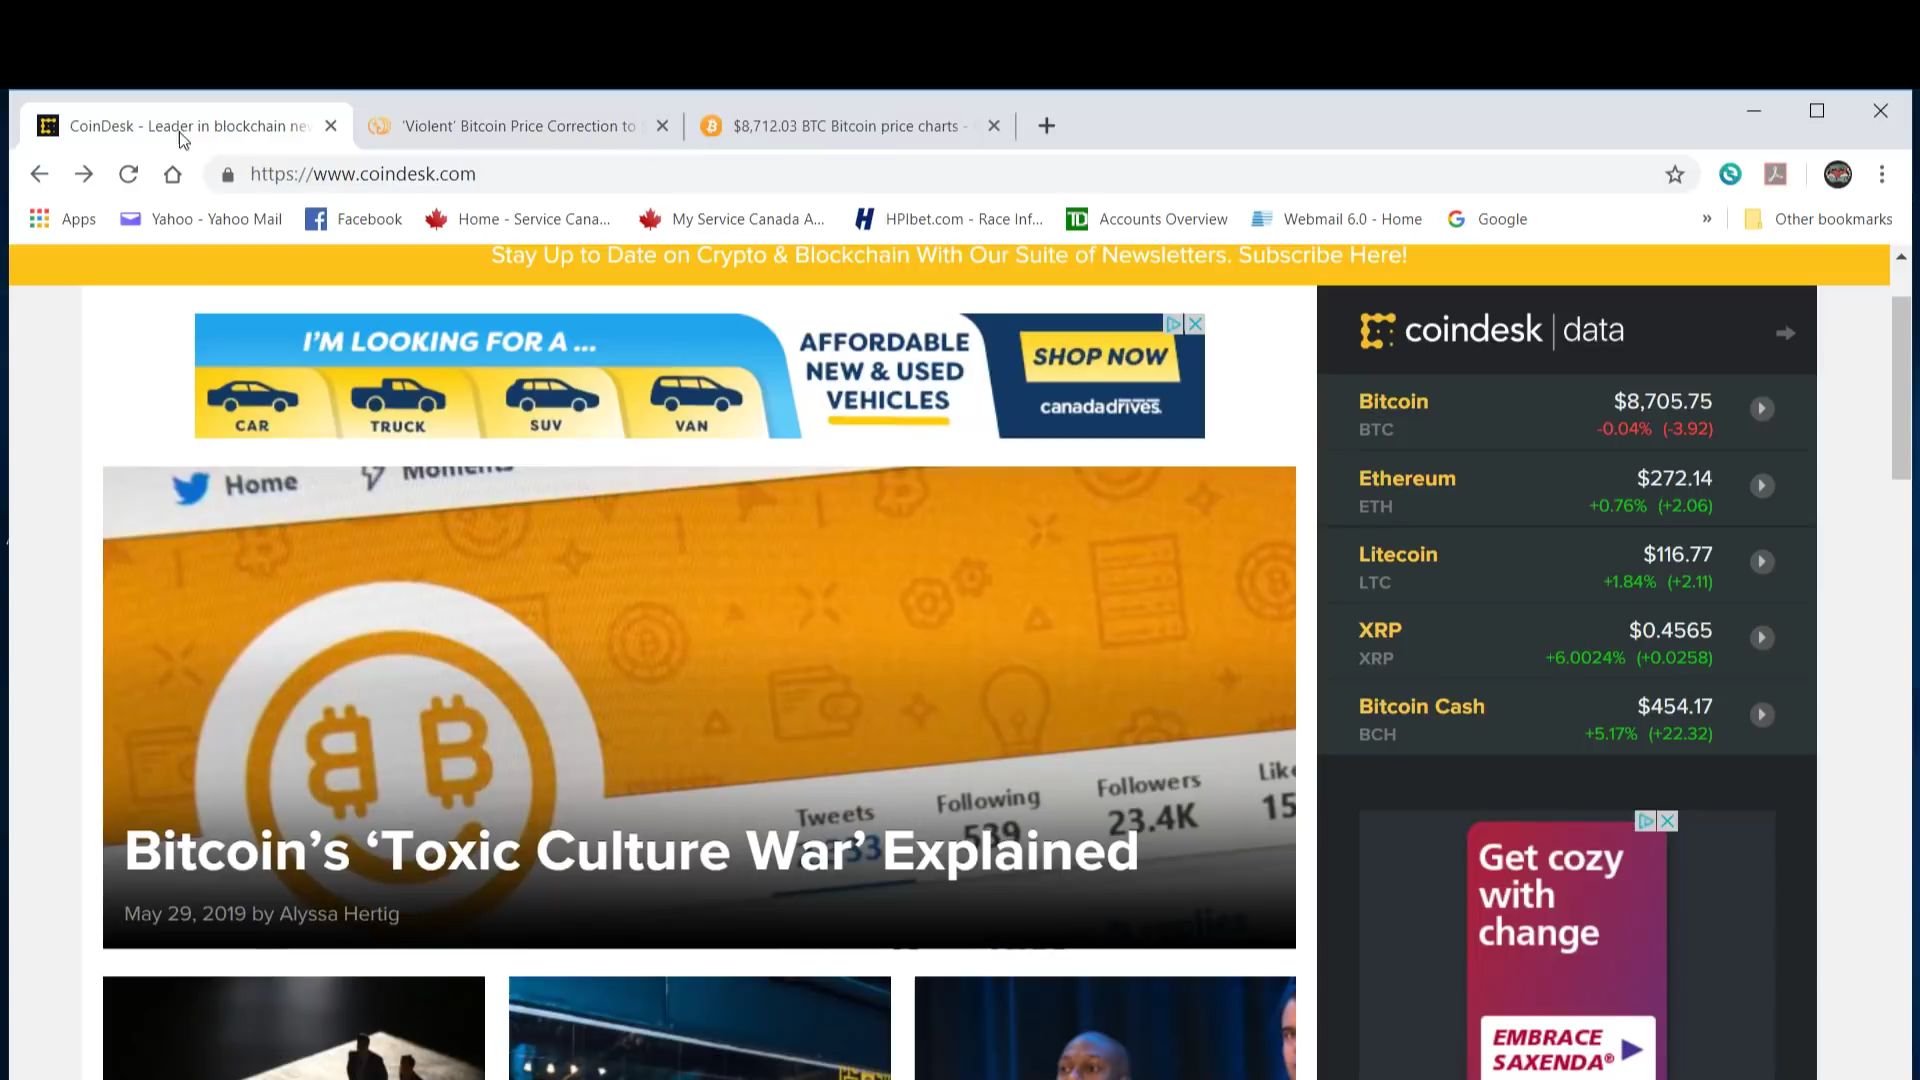 CoinDesk - Leader in blockchain nev
'Violent' Bitcoin Price Correction to
$8,712.03 BTC Bitcoin price charts -
https://www.coindesk.com
Apps
Yahoo - Yahoo Mail
Facebook
Home - Service Cana...
My Service Canada A...
HPIbet.com - Race Inf...
TD
Accounts Overview
Webmail 6.0 - Home
Google
»
Other bookmarks
Stay Up to Date on Crypto & Blockchain With Our Suite of Newsletters. Subscribe Here!
I'M LOOKING FOR A ...
CAR
TRUCK
SUV
VAN
AFFORDABLE
NEW & USED
VEHICLES
SHOP NOW
canadadrives.
coindesk | data
Bitcoin $8,705.75
BTC -0.04% (-3.92)
Ethereum $272.14
ETH +0.76% (+2.06)
Litecoin $116.77
LTC +1.84% (+2.11)
XRP $0.4565
XRP +6.0024% (+0.0258)
Bitcoin Cash $454.17
BCH +5.17% (+22.32)
Home
Moments
Tweets
Following
539
Followers
23.4K
Like
15
Bitcoin's 'Toxic Culture War' Explained
May 29, 2019 by Alyssa Hertig
Get cozy
with
change
EMBRACE
SAXENDA®